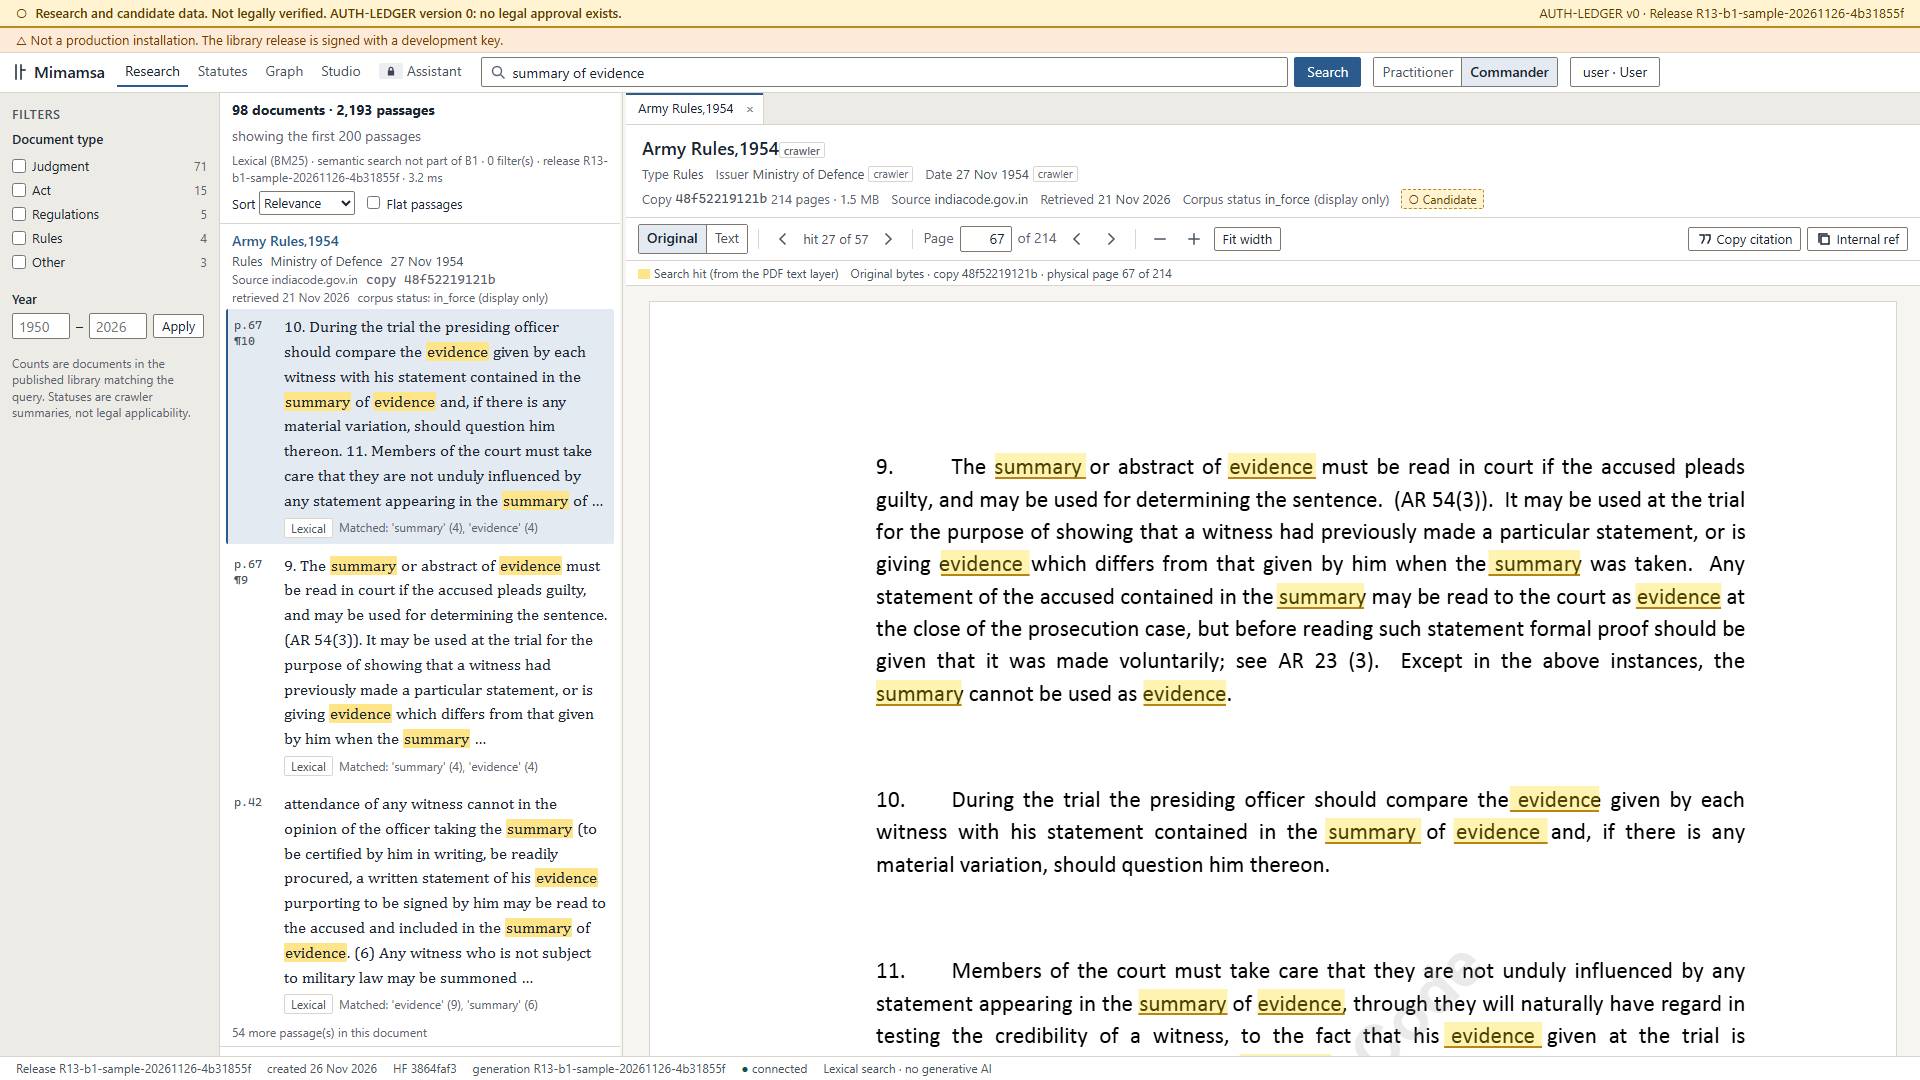 Research and candidate data. Not legally verified. AUTH-LEDGER version 0: no legal approval exists.
AUTH-LEDGER v0 · Release R13-b1-sample-20261126-4b31855f
⚠ Not a production installation. The library release is signed with a development key.
Mimamsa
Research
Statutes
Graph
Studio
Assistant
summary of evidence
Search
Practitioner
Commander
user · User
FILTERS
Document type
Judgment 71
Act 15
Regulations 5
Rules 4
Other 3
Year
1950 – 2026 Apply
Counts are documents in the
published library matching the
query. Statuses are crawler
summaries, not legal applicability.
98 documents · 2,193 passages
showing the first 200 passages
Lexical (BM25) · semantic search not part of B1 · 0 filter(s) · release R13-
b1-sample-20261126-4b31855f · 3.2 ms
Sort Relevance Flat passages
Army Rules,1954
Rules Ministry of Defence 27 Nov 1954
Source indiacode.gov.in copy 48f52219121b
retrieved 21 Nov 2026 corpus status: in_force (display only)
p.67
¶10
10. During the trial the presiding officer
should compare the evidence given by each
witness with his statement contained in the
summary of evidence and, if there is any
material variation, should question him
thereon. 11. Members of the court must take
care that they are not unduly influenced by
any statement appearing in the summary of ...
Lexical Matched: 'summary' (4), 'evidence' (4)
p.67
¶9
9. The summary or abstract of evidence must
be read in court if the accused pleads guilty,
and may be used for determining the sentence.
(AR 54(3)). It may be used at the trial for the
purpose of showing that a witness had
previously made a particular statement, or is
giving evidence which differs from that given
by him when the summary ...
Lexical Matched: 'summary' (4), 'evidence' (4)
p.42
attendance of any witness cannot in the
opinion of the officer taking the summary (to
be certified by him in writing, be readily
procured, a written statement of his evidence
purporting to be signed by him may be read to
the accused and included in the summary of
evidence. (6) Any witness who is not subject
to military law may be summoned ...
Lexical Matched: 'evidence' (9), 'summary' (6)
54 more passage(s) in this document
Army Rules,1954 ×
Army Rules,1954 crawler
Type Rules Issuer Ministry of Defence crawler Date 27 Nov 1954 crawler
Copy 48f52219121b 214 pages · 1.5 MB Source indiacode.gov.in Retrieved 21 Nov 2026 Corpus status in_force (display only) Candidate
Original Text hit 27 of 57 Page 67 of 214 Fit width Copy citation Internal ref
Search hit (from the PDF text layer) Original bytes · copy 48f52219121b · physical page 67 of 214
9. The summary or abstract of evidence must be read in court if the accused pleads
guilty, and may be used for determining the sentence. (AR 54(3)). It may be used at the trial
for the purpose of showing that a witness had previously made a particular statement, or is
giving evidence which differs from that given by him when the summary was taken. Any
statement of the accused contained in the summary may be read to the court as evidence at
the close of the prosecution case, but before reading such statement formal proof should be
given that it was made voluntarily; see AR 23 (3). Except in the above instances, the
summary cannot be used as evidence.
10. During the trial the presiding officer should compare the evidence given by each
witness with his statement contained in the summary of evidence and, if there is any
material variation, should question him thereon.
11. Members of the court must take care that they are not unduly influenced by any
statement appearing in the summary of evidence, through they will naturally have regard in
testing the credibility of a witness, to the fact that his evidence given at the trial is
Release R13-b1-sample-20261126-4b31855f created 26 Nov 2026 HF 3864faf3 generation R13-b1-sample-20261126-4b31855f ● connected Lexical search · no generative AI